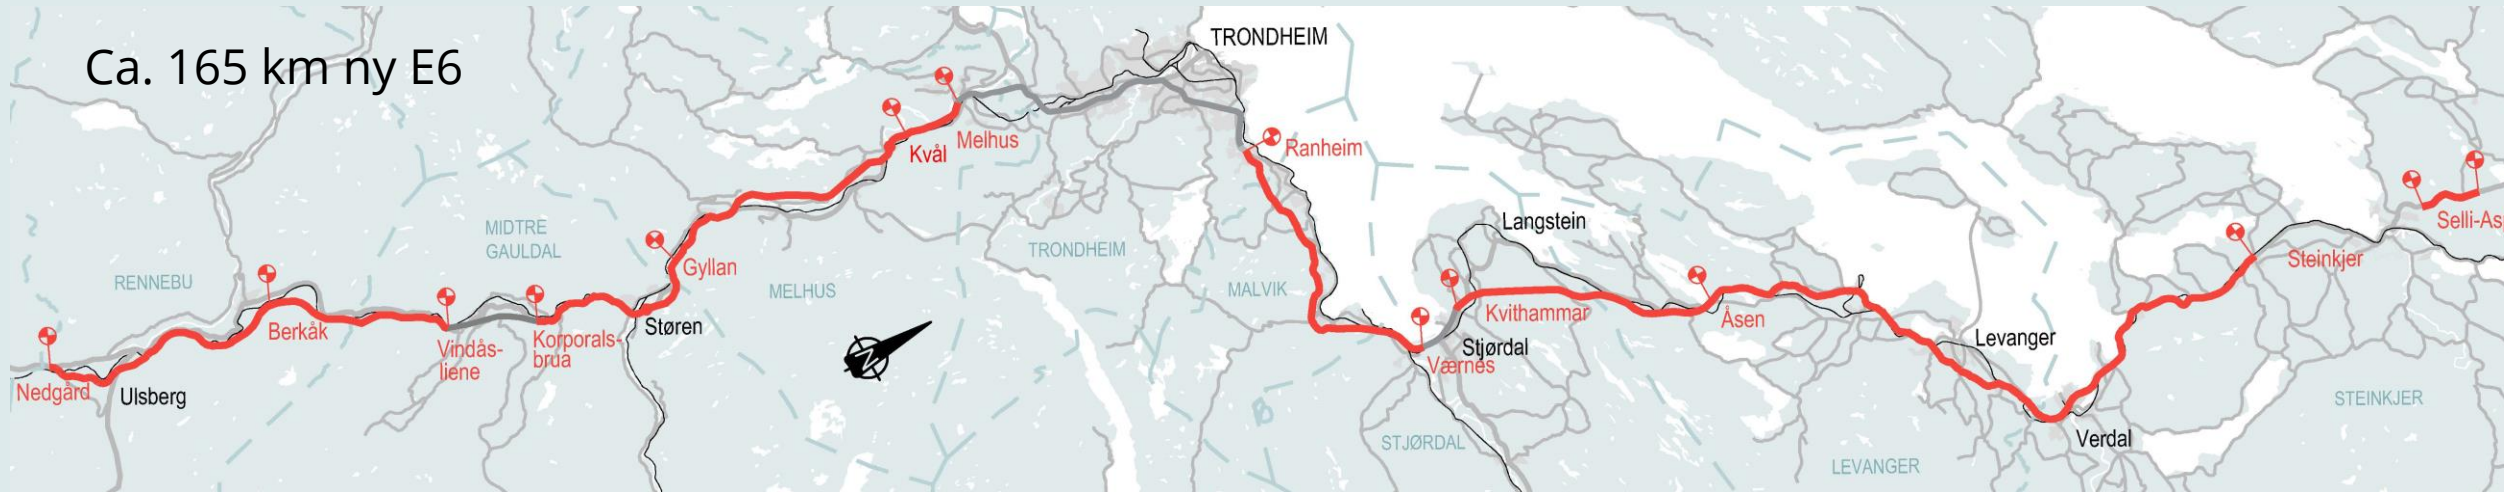 Ca. 165 km ny E6
TRONDHEIM
Melhus
Kvål
Ranheim
Langstein
MIDTRE
GAULDAL
TRONDHEIM
Selli-As
Steinkjer
Gyllan
RENNEBU
MELHUS
MALVIK
Kvithammar
Åsen
Berkåk
Støren
Korporals-
brua
Vindås-
liene
Stjørdal
Værnes
Levanger
Nedgård
Ulsberg
N
STEINKJER
STJØRDAL
Verdal
LEVANGER